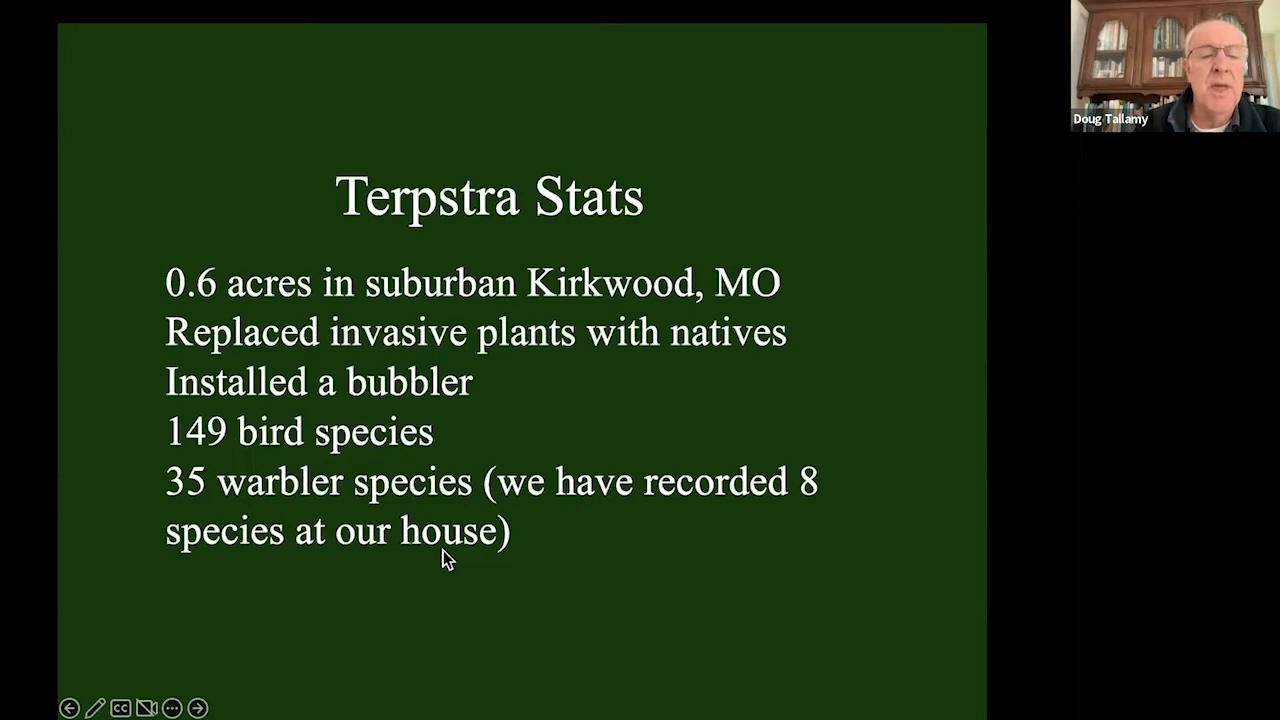 Terpstra Stats
0.6 acres in suburban Kirkwood, MO
Replaced invasive plants with natives
Installed a bubbler
149 bird species
35 warbler species (we have recorded 8
species at our house)
Doug Tallamy
CC